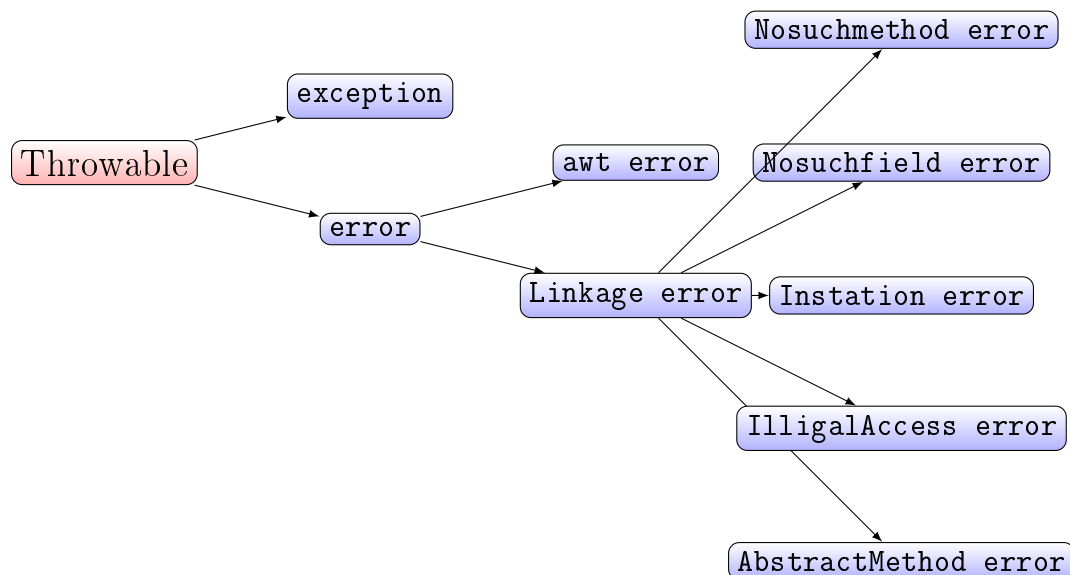 Nosuchmethod error
exception
Throwable
awt error
Nosuchfield error
error
Linkage error
Instation error
IlligalAccess error
AbstractMethod error